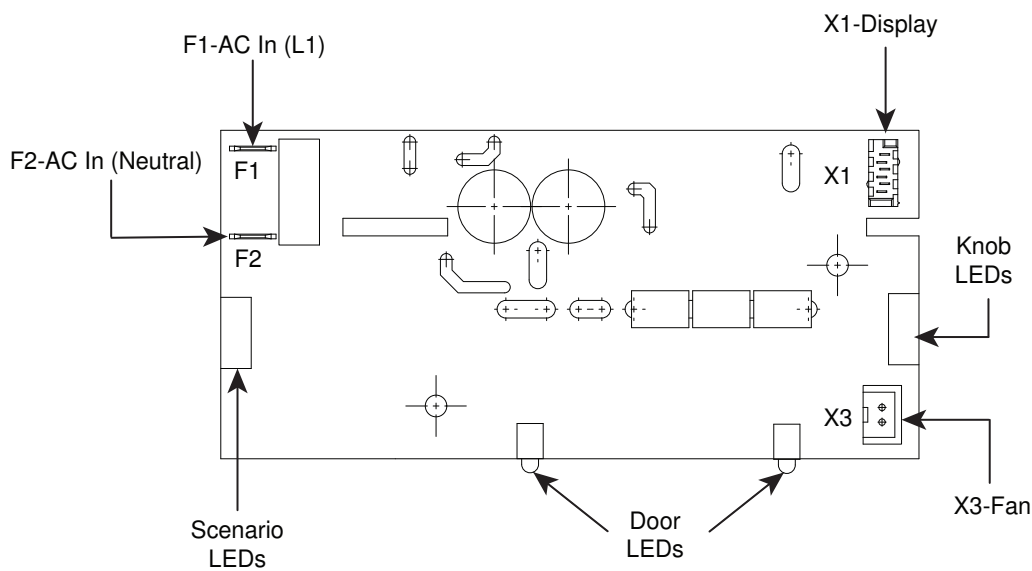 F1-AC In (L1)
X1-Display
F2-AC In (Neutral)
F1
X1
F2
Knob
LEDs
X3
X3-Fan
Scenario
LEDs
Door
LEDs